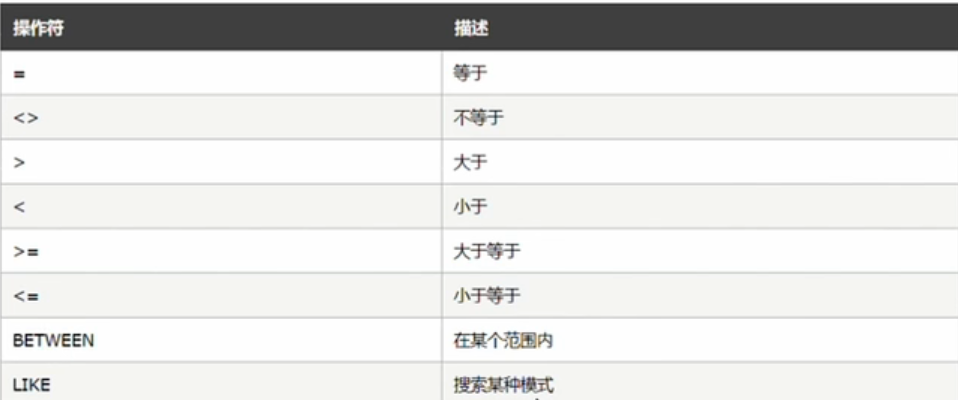 操作符 描述
= 等于
<> 不等于
> 大于
< 小于
>= 大于等于
<= 小于等于
BETWEEN 在某个范围内
LIKE 搜索某种模式